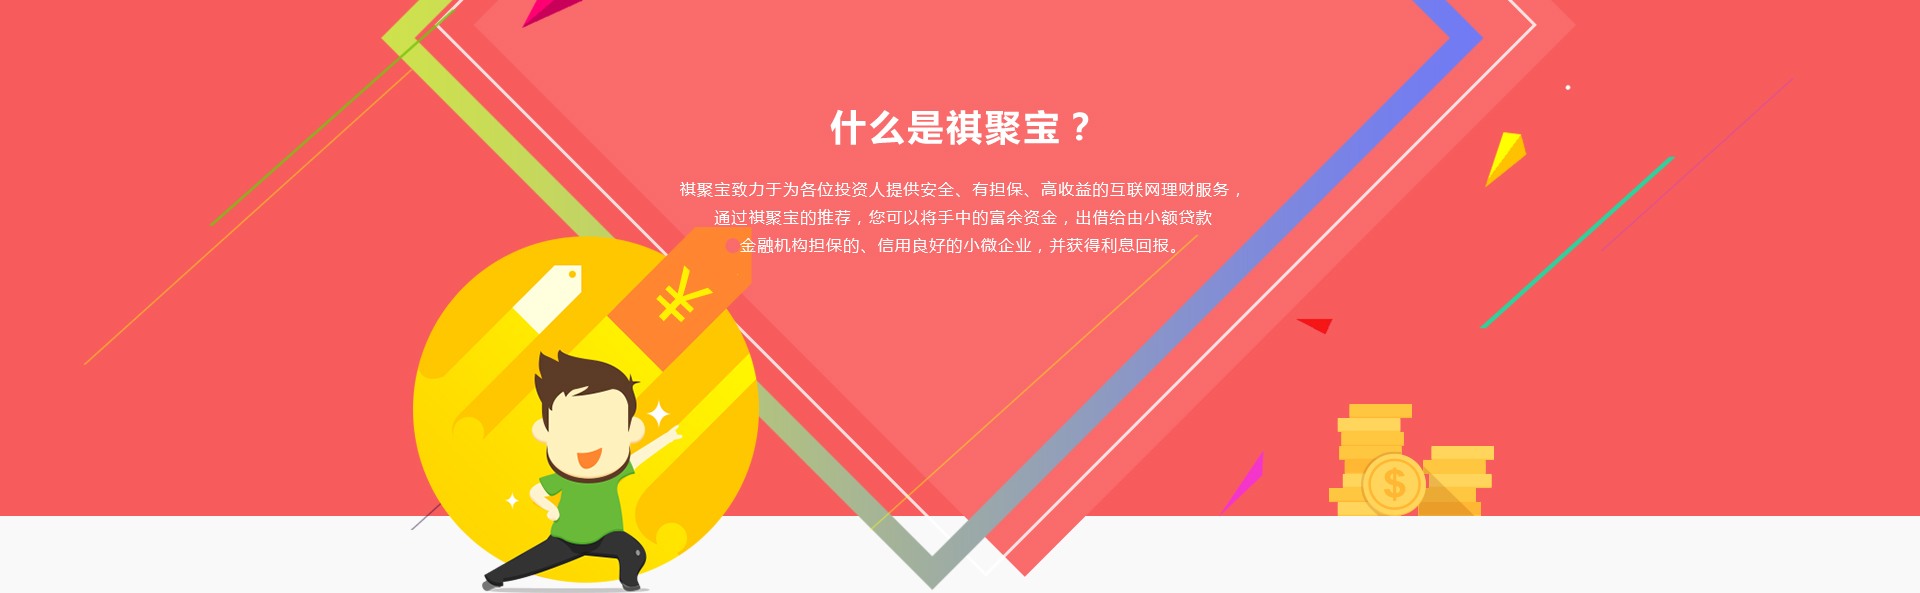 什么是祺聚宝？
祺聚宝致力于为各位投资人提供安全、有担保、高收益的互联网理财服务，
通过祺聚宝的推荐，您可以将手中的富余资金，出借给由小额贷款
金融机构担保的、信用良好的小微企业，并获得利息回报。
¥
$